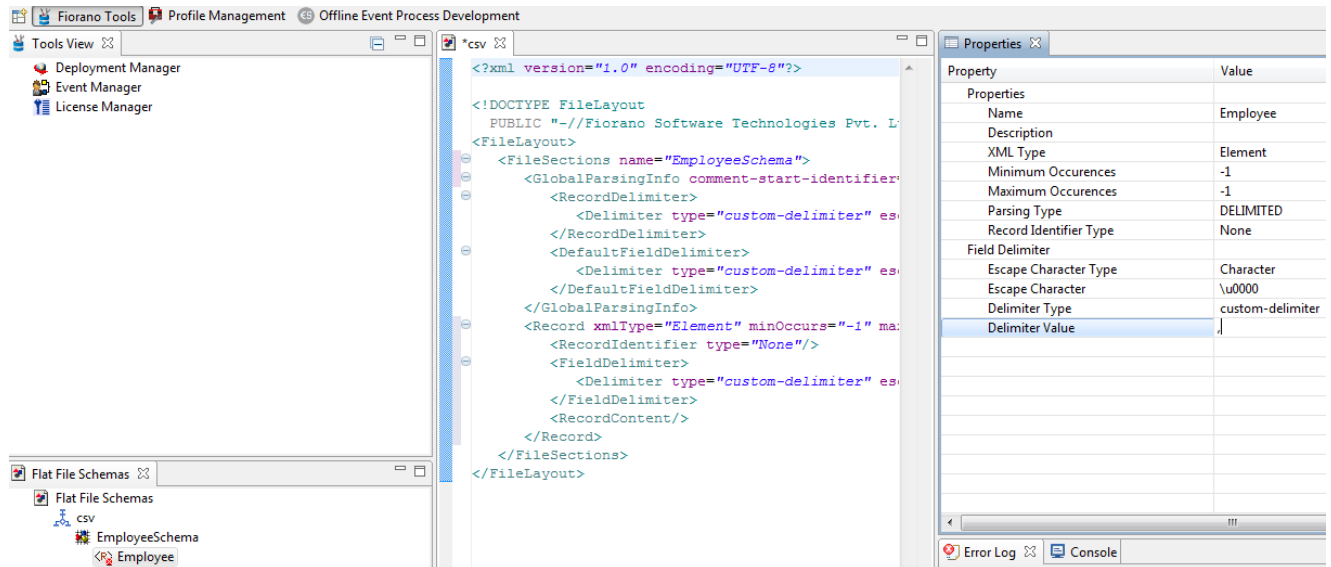 Fiorano Tools Profile Management Offline Event Process Development
Tools View
Deployment Manager
Event Manager
License Manager
Flat File Schemas
Flat File Schemas
csv
EmployeeSchema
Employee
*csv
<?xml version="1.0" encoding="UTF-8"?>
<!DOCTYPE FileLayout
PUBLIC "-//Fiorano Software Technologies Pvt. L
<FileLayout>
<FileSections name="EmployeeSchema">
<GlobalParsingInfo comment-start-identifier=
<RecordDelimiter>
<Delimiter type="custom-delimiter" es
</RecordDelimiter>
<DefaultFieldDelimiter>
<Delimiter type="custom-delimiter" es
</DefaultFieldDelimiter>
</GlobalParsingInfo>
<Record xmlType="Element" minOccurs="-1" ma
<RecordIdentifier type="None"/>
<FieldDelimiter>
<Delimiter type="custom-delimiter" es
</FieldDelimiter>
<RecordContent/>
</Record>
</FileSections>
</FileLayout>
Properties
Property Value
Properties
Name Employee
Description
XML Type Element
Minimum Occurences -1
Maximum Occurences -1
Parsing Type DELIMITED
Record Identifier Type None
Field Delimiter
Escape Character Type Character
Escape Character \u0000
Delimiter Type custom-delimiter
Delimiter Value ,
Error Log Console